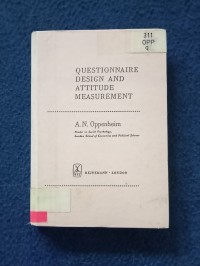 311
OPP
QUESTIONNAIRE
DESIGN AND
ATTITUDE
MEASUREMENT
A. N. Oppenheim
Reader in Social Psychology,
London School of Economics and Political Science
HEINEMANN · LONDON